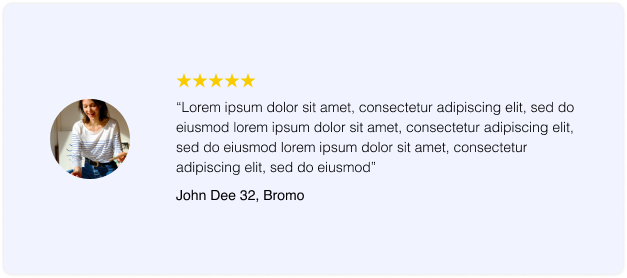 “Lorem ipsum dolor sit amet, consectetur adipiscing elit, sed do
eiusmod lorem ipsum dolor sit amet, consectetur adipiscing elit,
sed do eiusmod lorem ipsum dolor sit amet, consectetur
adipiscing elit, sed do eiusmod”
John Dee 32, Bromo